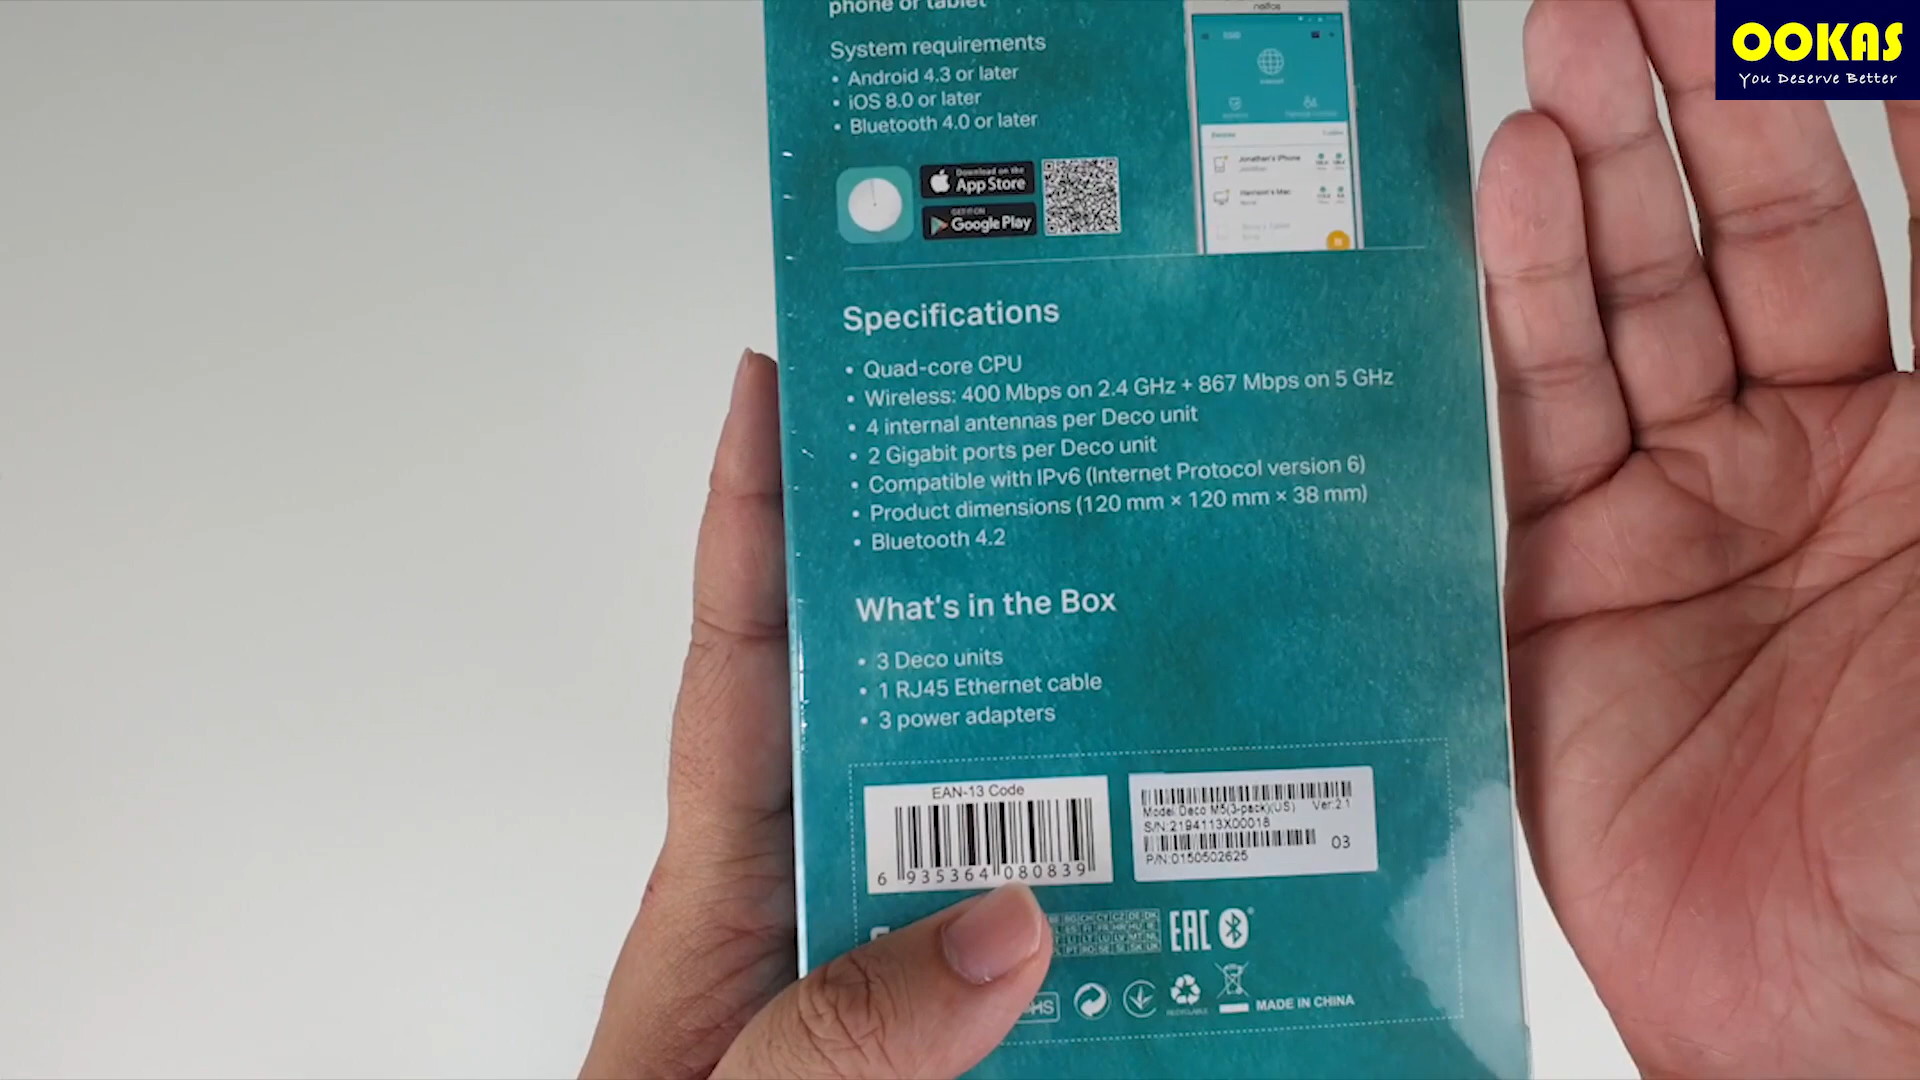 OOKAS
You Deserve Better
phone or tablet
System requirements
• Android 4.3 or later
• iOS 8.0 or later
• Bluetooth 4.0 or later
Download on the
App Store
GET IT ON
Google Play
Jonathan's iPhone
Specifications
• Quad-core CPU
• Wireless: 400 Mbps on 2.4 GHz + 867 Mbps on 5 GHz
• 4 internal antennas per Deco unit
• 2 Gigabit ports per Deco unit
• Compatible with IPv6 (Internet Protocol version 6)
• Product dimensions (120 mm × 120 mm × 38 mm)
• Bluetooth 4.2
What's in the Box
• 3 Deco units
• 1 RJ45 Ethernet cable
• 3 power adapters
EAN-13 Code
6 935364 080839
Model: Deco M5(3-pack)(US) Ver:2.1
S/N:2194113X00018
P/N:0150502625 03
EAC
RECYCLABLE
MADE IN CHINA